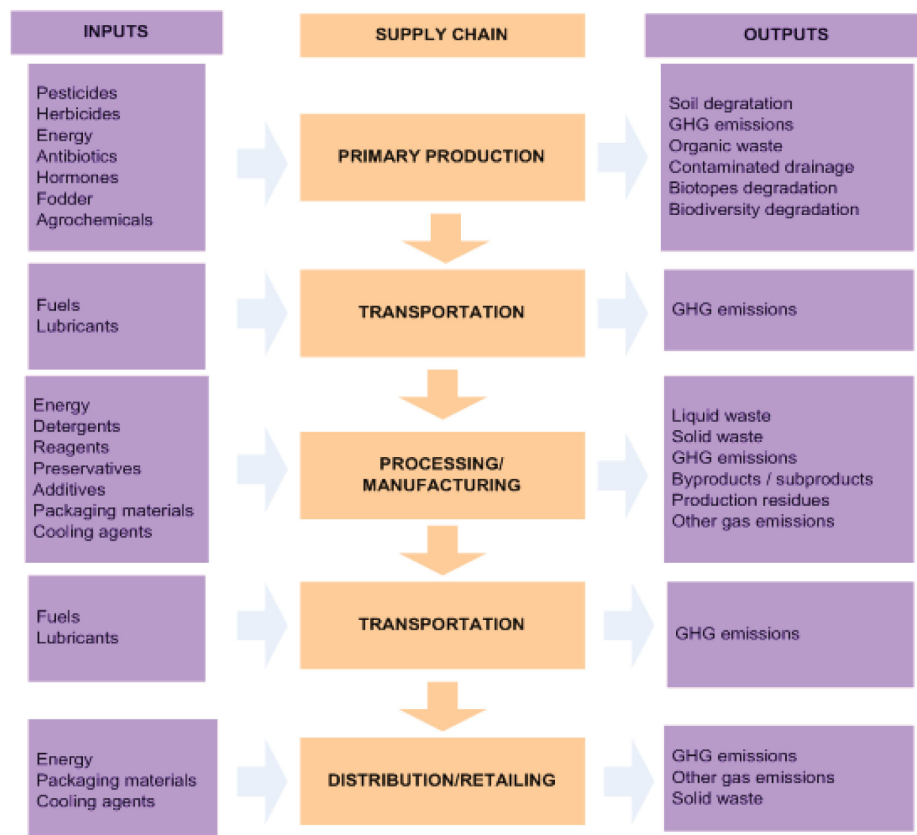 INPUTS
SUPPLY CHAIN
OUTPUTS
Pesticides
Herbicides
Energy
Antibiotics
Hormones
Fodder
Agrochemicals
PRIMARY PRODUCTION
Soil degratation
GHG emissions
Organic waste
Contaminated drainage
Biotopes degradation
Biodiversity degradation
Fuels
Lubricants
TRANSPORTATION
GHG emissions
Energy
Detergents
Reagents
Preservatives
Additives
Packaging materials
Cooling agents
PROCESSING/
MANUFACTURING
Liquid waste
Solid waste
GHG emissions
Byproducts / subproducts
Production residues
Other gas emissions
Fuels
Lubricants
TRANSPORTATION
GHG emissions
Energy
Packaging materials
Cooling agents
DISTRIBUTION/RETAILING
GHG emissions
Other gas emissions
Solid waste